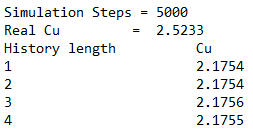 Simulation Steps = 5000
Real Cu          =  2.5233
History length          Cu
1                       2.1754
2                       2.1754
3                       2.1756
4                       2.1755